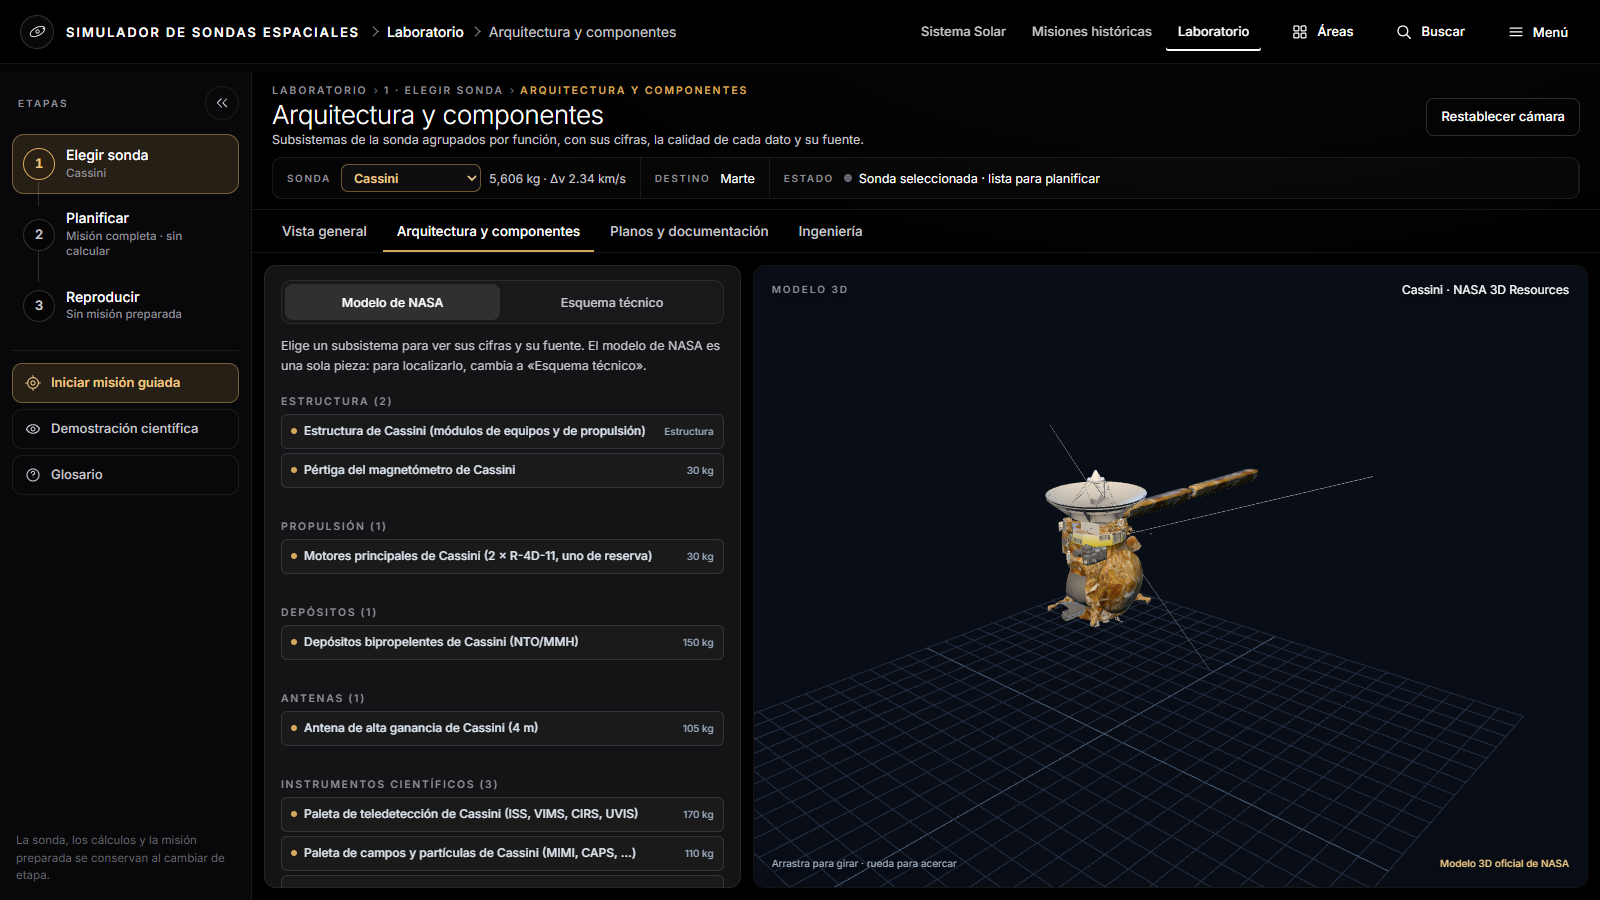 SIMULADOR DE SONDAS ESPACIALES > Laboratorio > Arquitectura y componentes
Sistema Solar
Misiones históricas
Laboratorio
Áreas
Buscar
Menú
ETAPAS
1
Elegir sonda
Cassini
2
Planificar
Misión completa · sin
calcular
3
Reproducir
Sin misión preparada
Iniciar misión guiada
Demostración científica
Glosario
La sonda, los cálculos y la misión
preparada se conservan al cambiar de
etapa.
LABORATORIO › 1 · ELEGIR SONDA › ARQUITECTURA Y COMPONENTES
Arquitectura y componentes
Subsistemas de la sonda agrupados por función, con sus cifras, la calidad de cada dato y su fuente.
Restablecer cámara
SONDA Cassini 5,606 kg · Δv 2.34 km/s
DESTINO Marte
ESTADO Sonda seleccionada · lista para planificar
Vista general
Arquitectura y componentes
Planos y documentación
Ingeniería
Modelo de NASA
Esquema técnico
Elige un subsistema para ver sus cifras y su fuente. El modelo de NASA es
una sola pieza: para localizarlo, cambia a «Esquema técnico».
ESTRUCTURA (2)
Estructura de Cassini (módulos de equipos y de propulsión) Estructura
Pértiga del magnetómetro de Cassini 30 kg
PROPULSIÓN (1)
Motores principales de Cassini (2 × R-4D-11, uno de reserva) 30 kg
DEPÓSITOS (1)
Depósitos bipropelentes de Cassini (NTO/MMH) 150 kg
ANTENAS (1)
Antena de alta ganancia de Cassini (4 m) 105 kg
INSTRUMENTOS CIENTÍFICOS (3)
Paleta de teledetección de Cassini (ISS, VIMS, CIRS, UVIS) 170 kg
Paleta de campos y partículas de Cassini (MIMI, CAPS, ...) 110 kg
MODELO 3D
Cassini · NASA 3D Resources
Arrastra para girar · rueda para acercar
Modelo 3D oficial de NASA